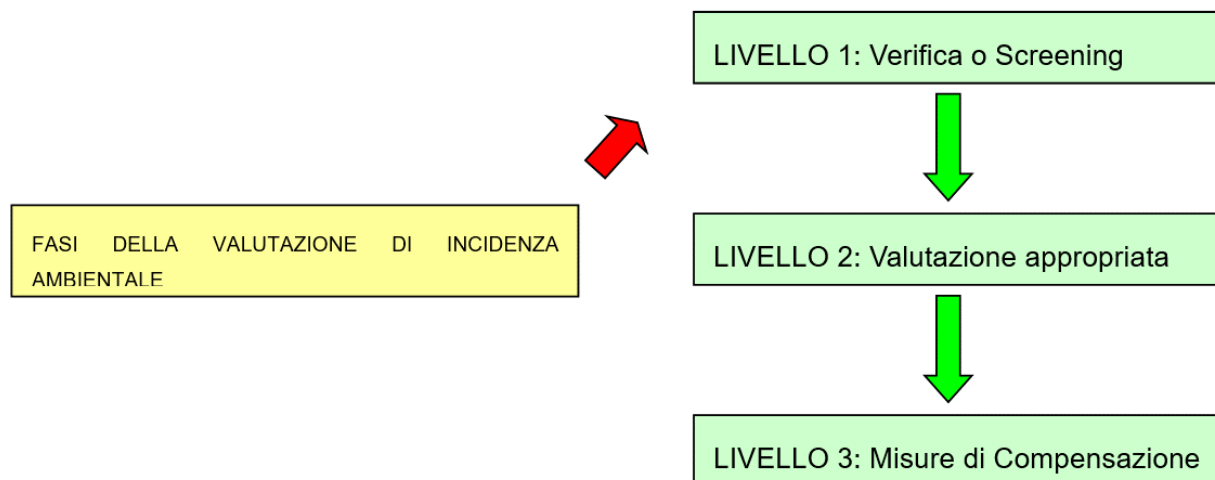 FASI DELLA VALUTAZIONE DI INCIDENZA
AMBIENTALE
LIVELLO 1: Verifica o Screening
LIVELLO 2: Valutazione appropriata
LIVELLO 3: Misure di Compensazione